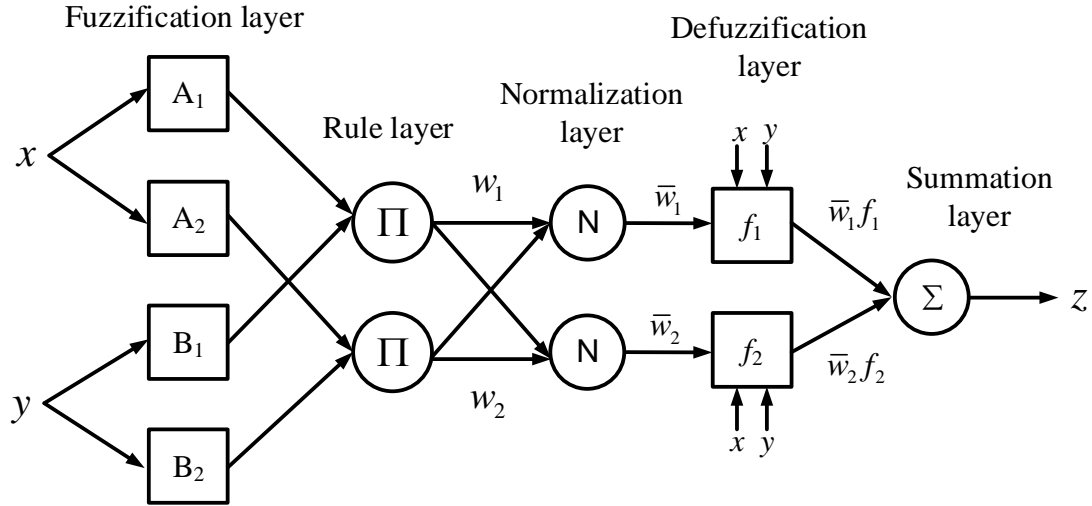 Fuzzification layer
Defuzzification
layer
Normalization
layer
Rule layer
Summation
layer
x
y
A₁
A₂
B₁
B₂
Π
Π
w₁
w₂
N
N
w̅₁
w̅₂
x y
f₁
f₂
x y
w̅₁f₁
w̅₂f₂
Σ
z